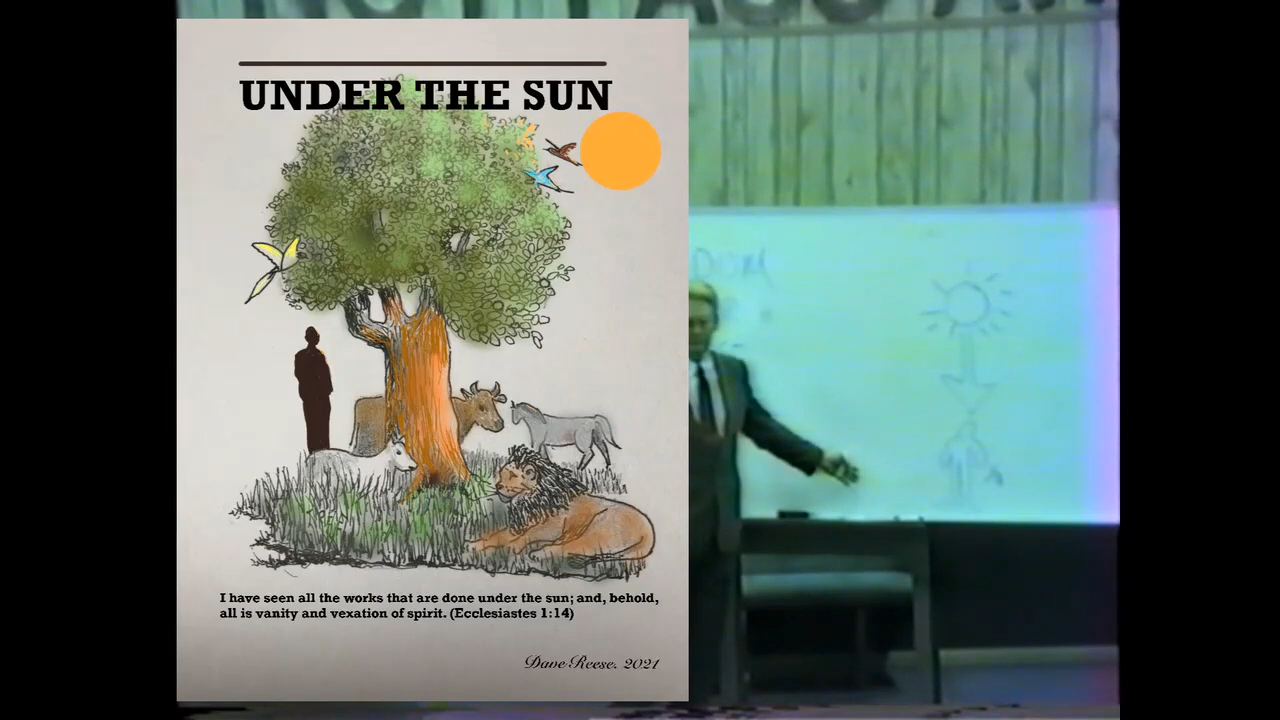 UNDER THE SUN
I have seen all the works that are done under the sun; and, behold,
all is vanity and vexation of spirit. (Ecclesiastes 1:14)
Dave Reese. 2021